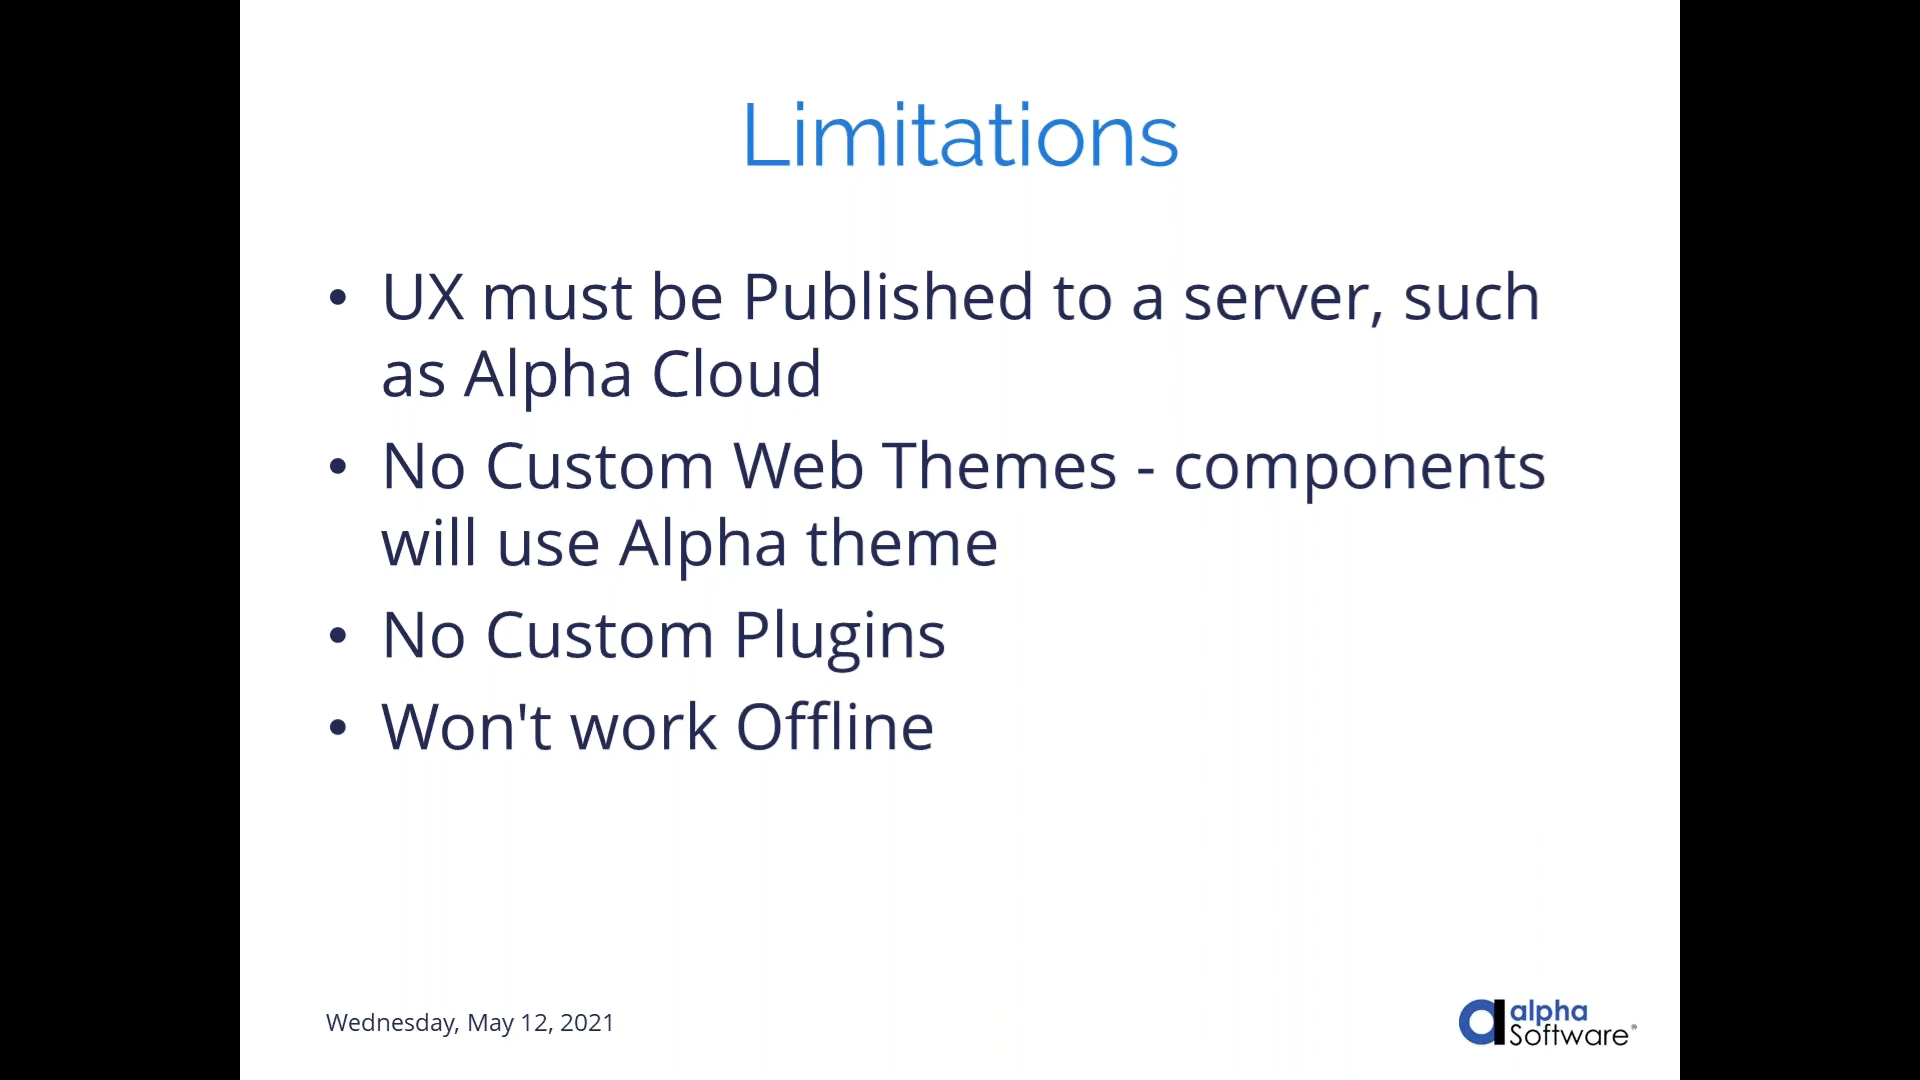 Limitations
• UX must be Published to a server, such
as Alpha Cloud
• No Custom Web Themes - components
will use Alpha theme
• No Custom Plugins
• Won't work Offline
Wednesday, May 12, 2021
alpha
Software®